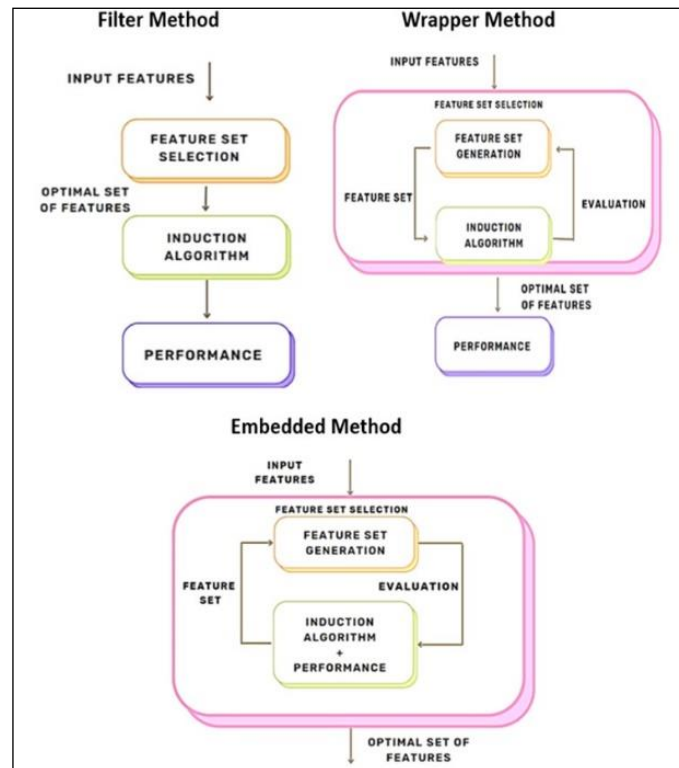 Filter Method
INPUT FEATURES
FEATURE SET
SELECTION
OPTIMAL SET
OF FEATURES
INDUCTION
ALGORITHM
PERFORMANCE
Wrapper Method
INPUT FEATURES
FEATURE SET SELECTION
FEATURE SET
GENERATION
FEATURE SET
EVALUATION
INDUCTION
ALGORITHM
OPTIMAL SET
OF FEATURES
PERFORMANCE
Embedded Method
INPUT
FEATURES
FEATURE SET SELECTION
FEATURE SET
GENERATION
FEATURE
SET
EVALUATION
INDUCTION
ALGORITHM
+
PERFORMANCE
OPTIMAL SET OF
FEATURES